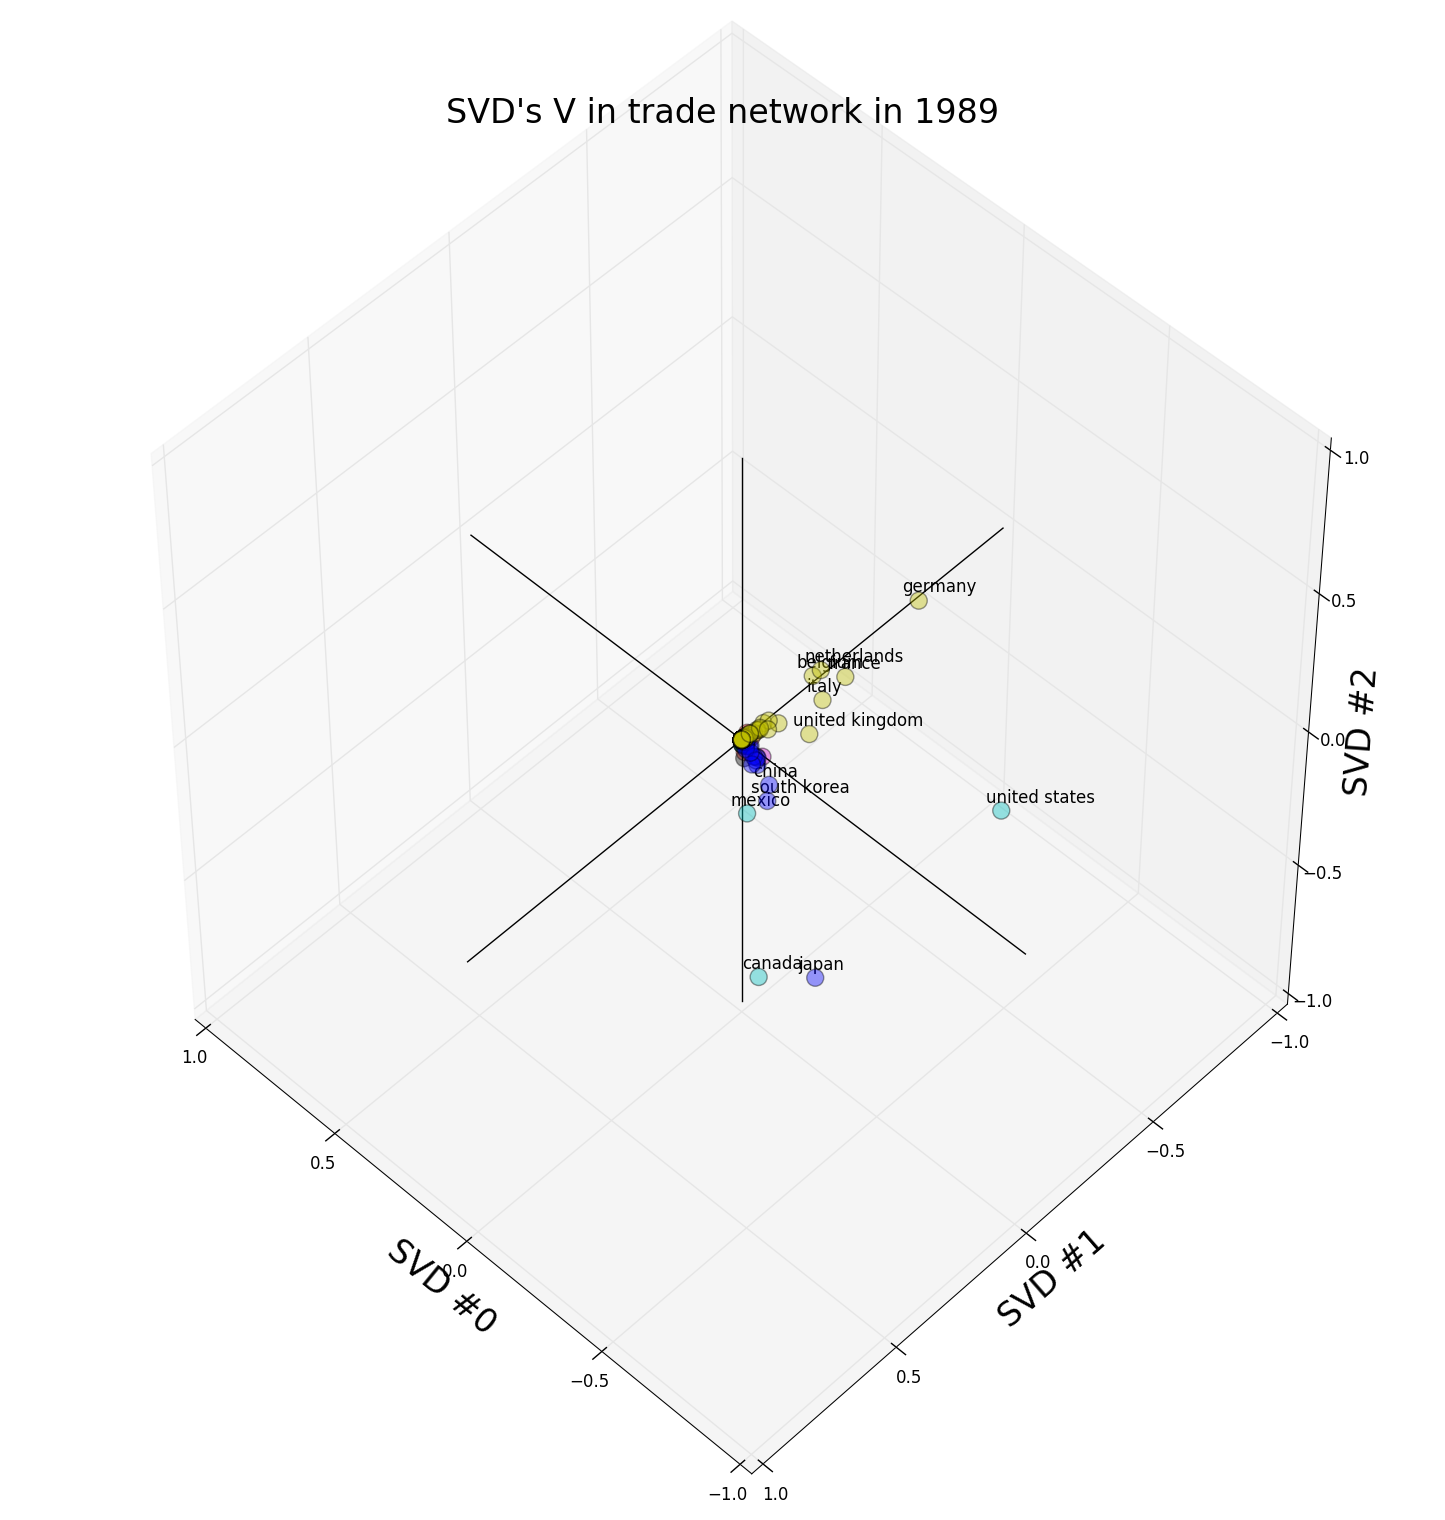 SVD's V in trade network in 1989
1.0
germany
0.5
netherlands
belgium
france
italy
united kingdom
0.0
SVD #2
china
south korea
mexico
united states
−0.5
canada
japan
−1.0
1.0
−1.0
0.5
−0.5
0.0
SVD #0
0.0
SVD #1
−0.5
0.5
−1.0
1.0